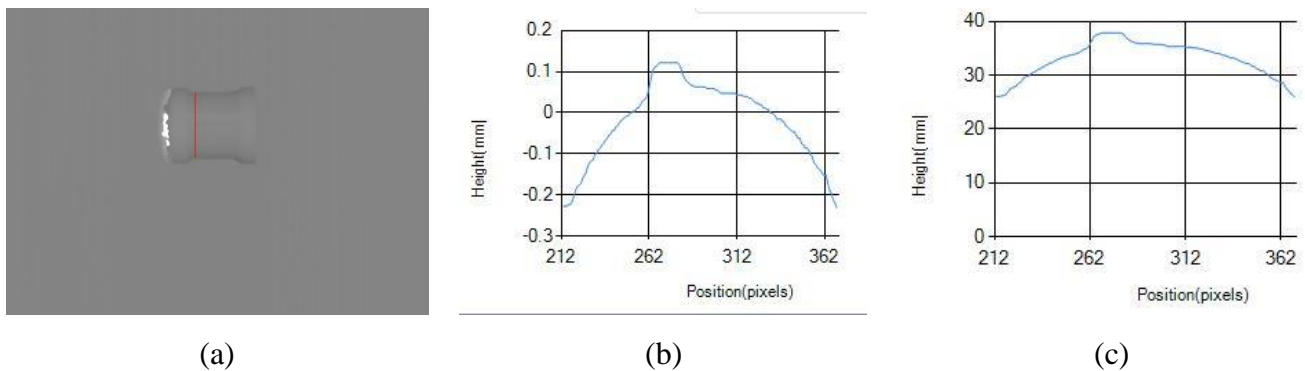 0.2
0.1
0
-0.1
-0.2
-0.3
212
262
312
362
Height[mm]
Position(pixels)
40
30
20
10
0
212
262
312
362
Height[mm]
Position(pixels)
(a)
(b)
(c)